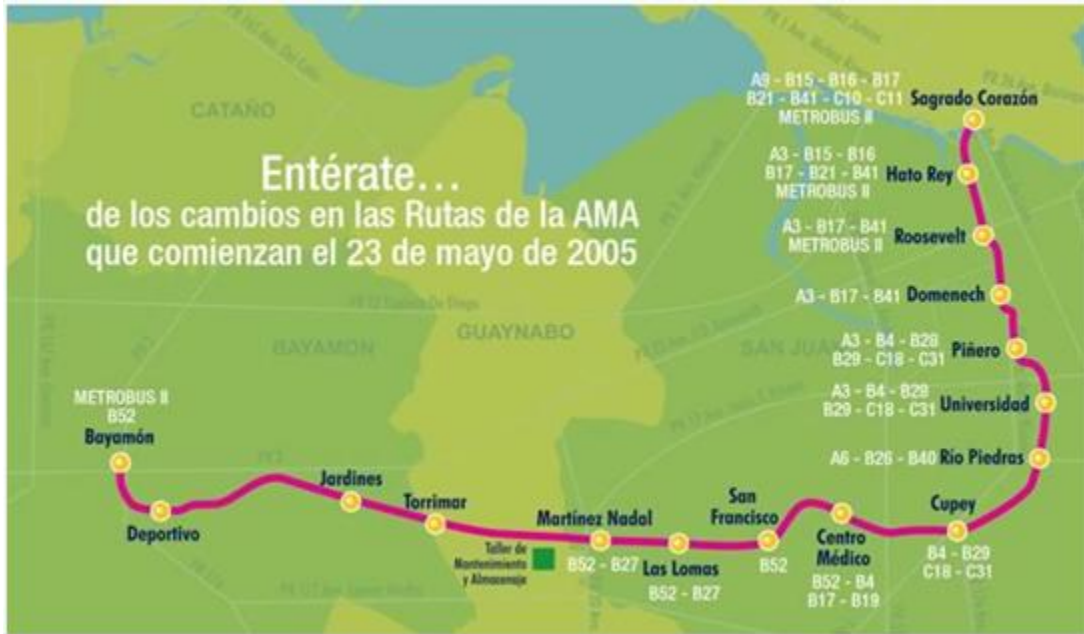 CATAÑO
Entérate...
de los cambios en las Rutas de la AMA
que comienzan el 23 de mayo de 2005
GUAYNABO
BAYAMON
SAN JUAN
A9 - B15 - B16 - B17
B21 - B41 - C10 - C11
METROBUS II
Sagrado Corazón
A3 - B15 - B16
B17 - B21 - B41
METROBUS II
Hato Rey
A3 - B17 - B41
METROBUS II
Roosevelt
A3 - B17 - B41
Domenech
A3 - B4 - B28
B29 - C18 - C31
Piñero
A3 - B4 - B28
B29 - C18 - C31
Universidad
A6 - B26 - B40
Río Piedras
METROBUS II
B52
Bayamón
Deportivo
Jardines
Torrimar
Taller de
Mantenimiento
y Almacenaje
Martínez Nadal
B52 - B27
Las Lomas
B52 - B27
San
Francisco
B52
Centro
Médico
B52 - B4
B17 - B19
Cupey
B4 - B29
C18 - C31